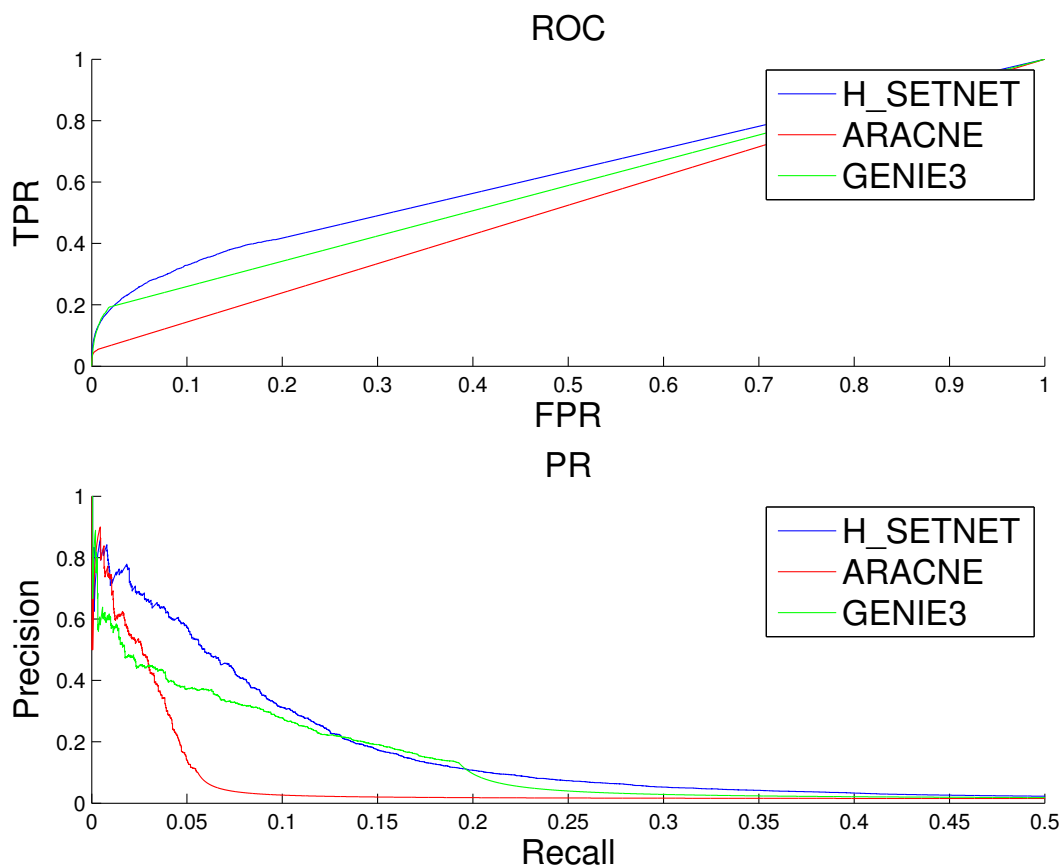 ROC
1
0.8
0.6
0.4
0.2
0
TPR
H_SETNET
ARACNE
GENIE3
0 0.1 0.2 0.3 0.4 0.5 0.6 0.7 0.8 0.9 1
FPR
PR
1
0.8
0.6
0.4
0.2
0
Precision
H_SETNET
ARACNE
GENIE3
0 0.05 0.1 0.15 0.2 0.25 0.3 0.35 0.4 0.45 0.5
Recall